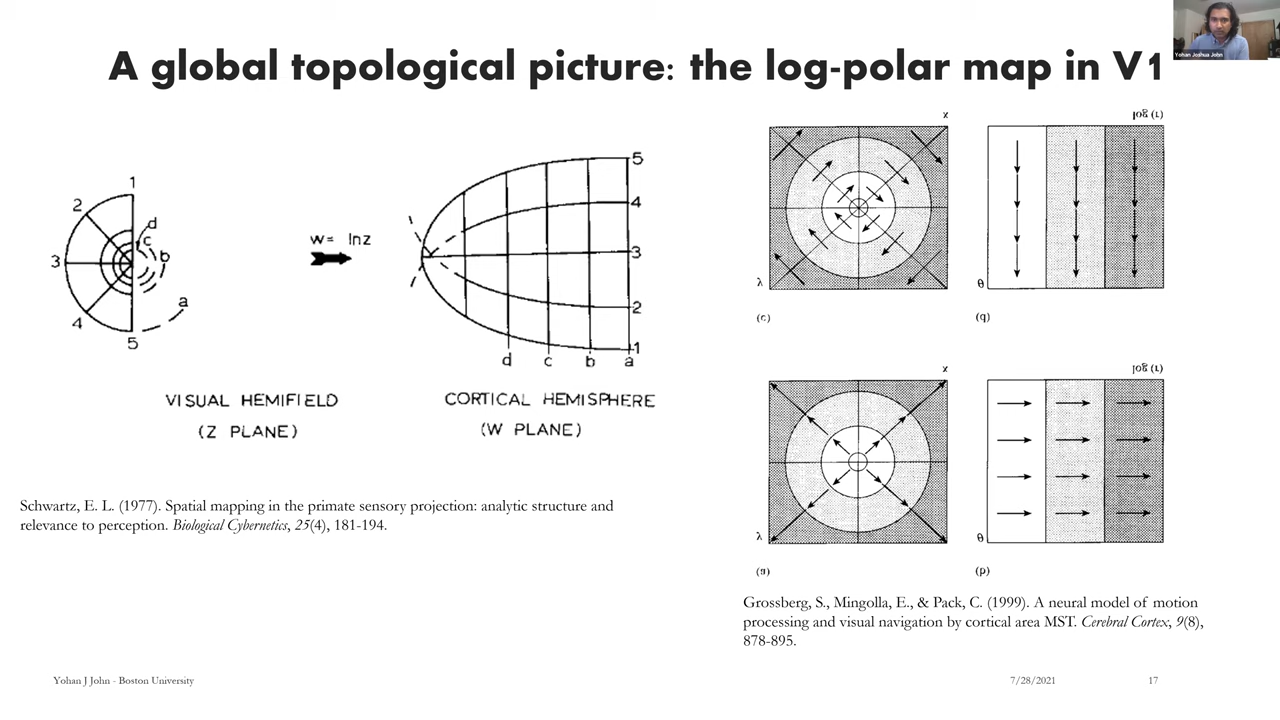 A global topological picture: the log-polar map in V1
Yohan Joshua John
1
2
3
4
5
d
c
b
a
w= lnz
5
4
3
2
1
d c b a
VISUAL HEMIFIELD
(Z PLANE)
CORTICAL HEMISPHERE
(W PLANE)
x
y
(c)
log (r)
θ
(d)
x
y
(a)
log (r)
θ
(b)
Schwartz, E. L. (1977). Spatial mapping in the primate sensory projection: analytic structure and
relevance to perception. Biological Cybernetics, 25(4), 181-194.
Grossberg, S., Mingolla, E., & Pack, C. (1999). A neural model of motion
processing and visual navigation by cortical area MST. Cerebral Cortex, 9(8),
878-895.
Yohan J John - Boston University
7/28/2021
17